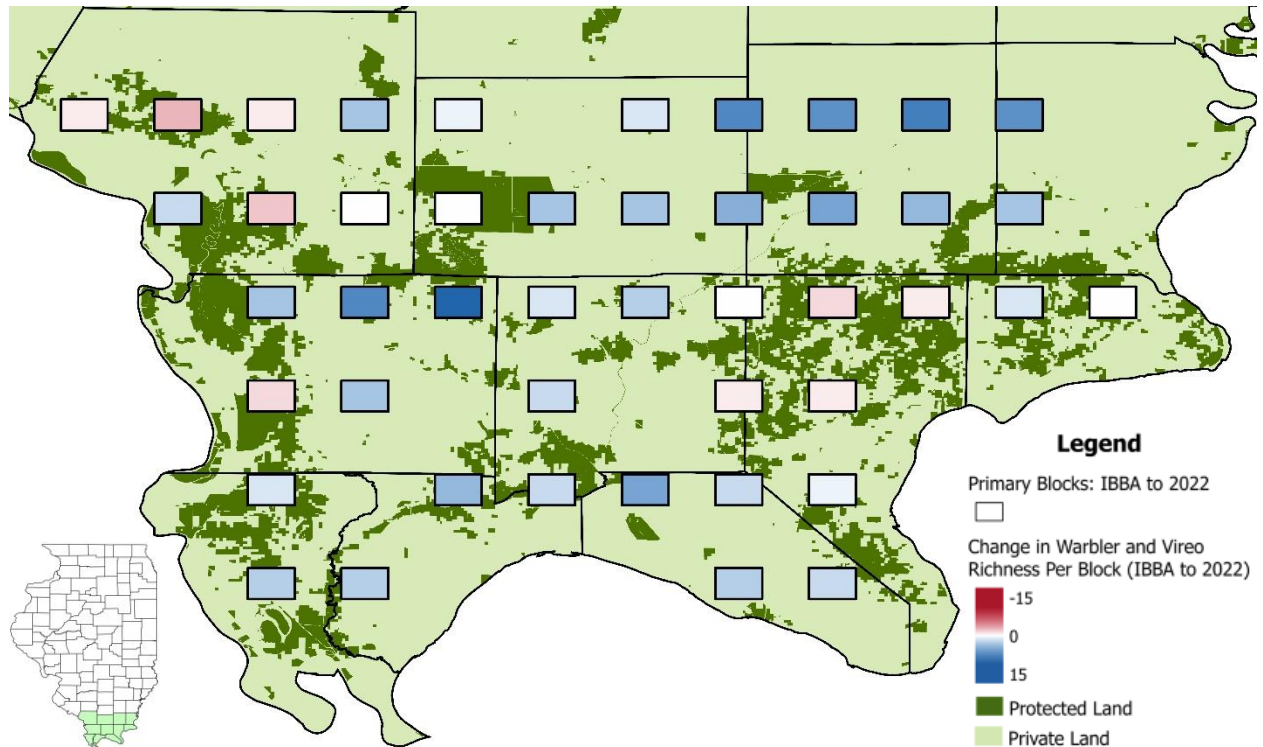 Legend
Primary Blocks: IBBA to 2022
Change in Warbler and Vireo
Richness Per Block (IBBA to 2022)
-15
0
15
Protected Land
Private Land